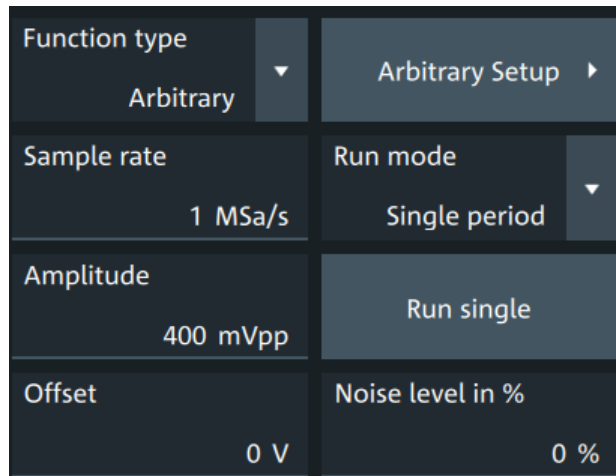 Function type
Arbitrary
Arbitrary Setup
Sample rate
1 MSa/s
Run mode
Single period
Amplitude
400 mVpp
Run single
Offset
0 V
Noise level in %
0 %